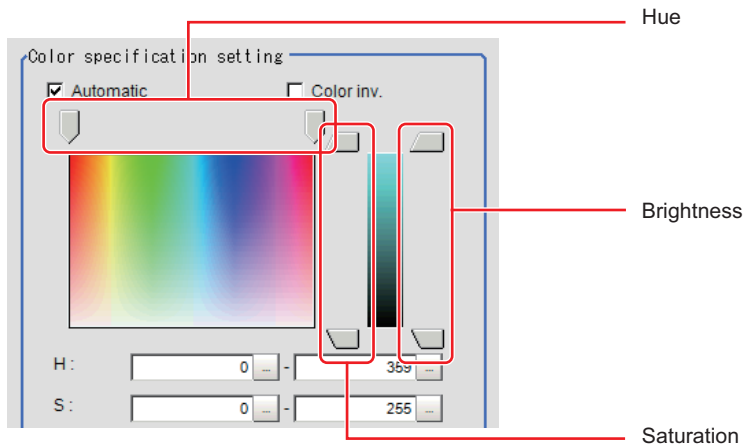 Hue
Color specification setting
Automatic
Color inv.
Brightness
H: 0 ... - 359 ...
S: 0 ... - 255 ...
Saturation